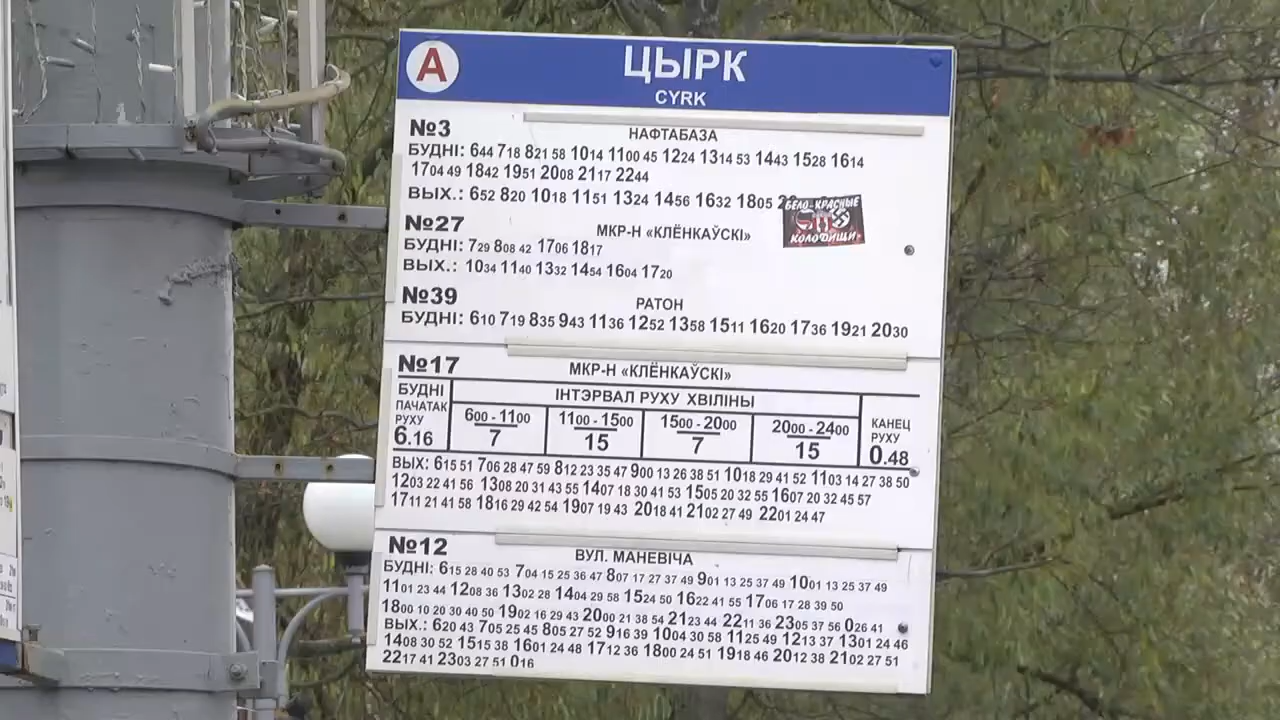 А
ЦЫРК
CYRK
№3 НАФТАБАЗА
БУДНІ: 644 718 821 58 1014 1100 45 1224 1314 53 1443 1528 1614
1704 49 1842 1951 2008 2117 2244
ВЫХ.: 652 820 1018 1151 1324 1456 1632 1805
БЕЛО-КРАСНЫЕ
КОЛОДИЩИ
№27 МКР-Н «КЛЁНКАЎСКІ»
БУДНІ: 729 808 42 1706 1817
ВЫХ.: 1034 1140 1332 1454 1604 1720
№39 РАТОН
БУДНІ: 610 719 835 943 1136 1252 1358 1511 1620 1736 1921 2030
№17 МКР-Н «КЛЁНКАЎСКІ»
БУДНІ ІНТЭРВАЛ РУХУ ХВІЛІНЫ
ПАЧАТАК РУХУ 6.16
600 - 1100 1100 - 1500 1500 - 2000 2000 - 2400
7 15 7 15
КАНЕЦ РУХУ 0.48
ВЫХ: 615 51 706 28 47 59 812 23 35 47 900 13 26 38 51 1018 29 41 52 1103 14 27 38 50
1203 22 41 56 1308 20 31 43 55 1407 18 30 41 53 1505 20 32 55 1607 20 32 45 57
1711 21 41 58 1816 29 42 54 1907 19 43 2018 41 2102 27 49 2201 24 47
№12 ВУЛ. МАНЕВІЧА
БУДНІ: 615 28 40 53 704 15 25 36 47 807 17 27 37 49 901 13 25 37 49 1001 13 25 37 49
1101 23 44 1208 36 1302 28 1404 29 58 1524 50 1622 41 55 1706 17 28 39 50
1800 10 20 30 40 50 1902 16 29 43 2000 21 38 54 2123 44 2211 36 2305 37 56 026 41
ВЫХ.: 620 43 705 25 45 805 27 52 916 39 1004 30 58 1125 49 1213 37 1301 24 46
1408 30 52 1515 38 1601 24 48 1712 36 1800 24 51 1918 46 2012 38 2102 27 51
2217 41 2303 27 51 016